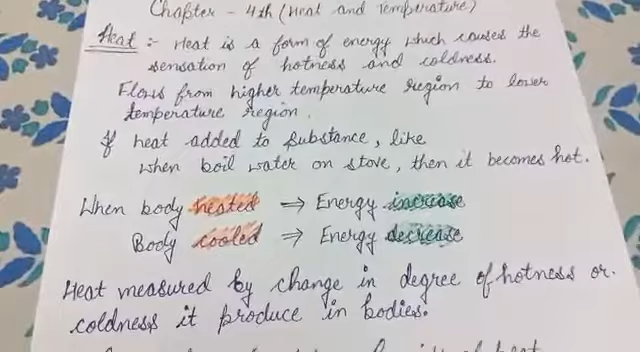 Chapter - 4th (Heat and Temperature)
Heat :- Heat is a form of energy which causes the
sensation of hotness and coldness.
Flows from higher temperature region to lower
temperature region.
If heat added to substance, like
when boil water on stove, then it becomes hot.
When body heated ⇒ Energy increase
Body cooled ⇒ Energy decrease
Heat measured by change in degree of hotness or
coldness it produce in bodies.